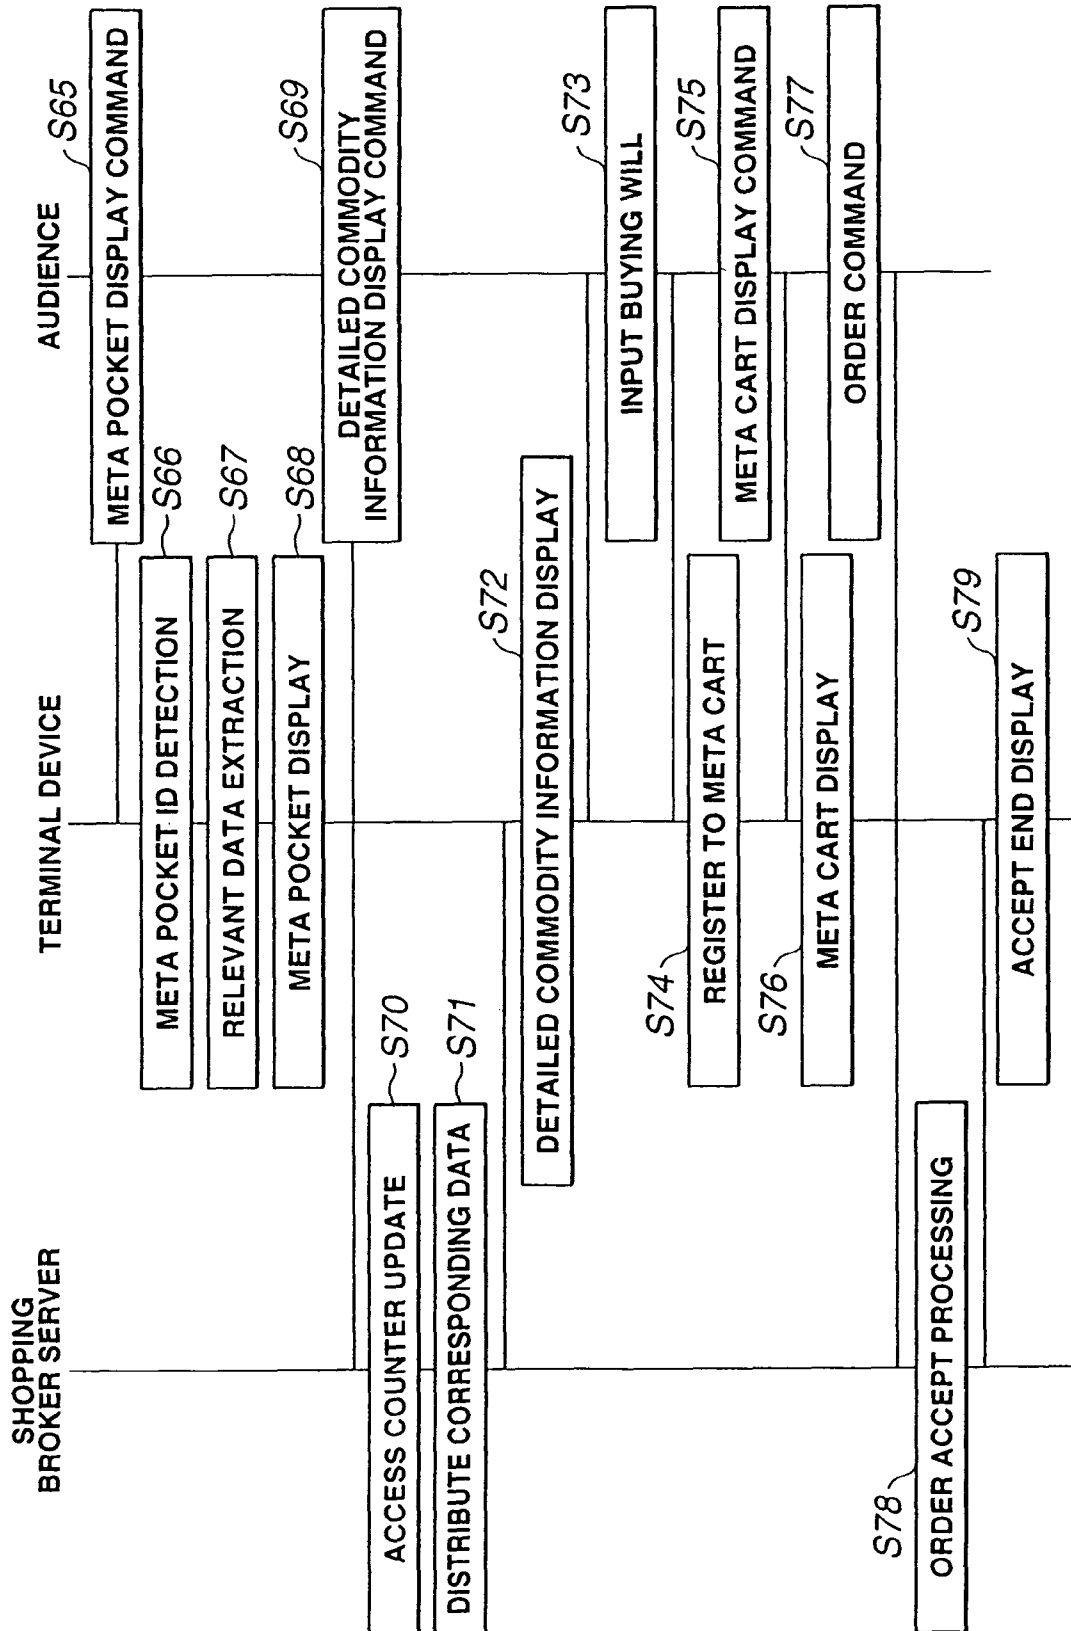 SHOPPING
BROKER SERVER
TERMINAL DEVICE
AUDIENCE
S65
META POCKET DISPLAY COMMAND
S66
META POCKET ID DETECTION
S67
RELEVANT DATA EXTRACTION
S68
META POCKET DISPLAY
S69
DETAILED COMMODITY
INFORMATION DISPLAY COMMAND
S70
ACCESS COUNTER UPDATE
S71
DISTRIBUTE CORRESPONDING DATA
S72
DETAILED COMMODITY INFORMATION DISPLAY
S73
INPUT BUYING WILL
S74
REGISTER TO META CART
S75
META CART DISPLAY COMMAND
S76
META CART DISPLAY
S77
ORDER COMMAND
S78
ORDER ACCEPT PROCESSING
S79
ACCEPT END DISPLAY